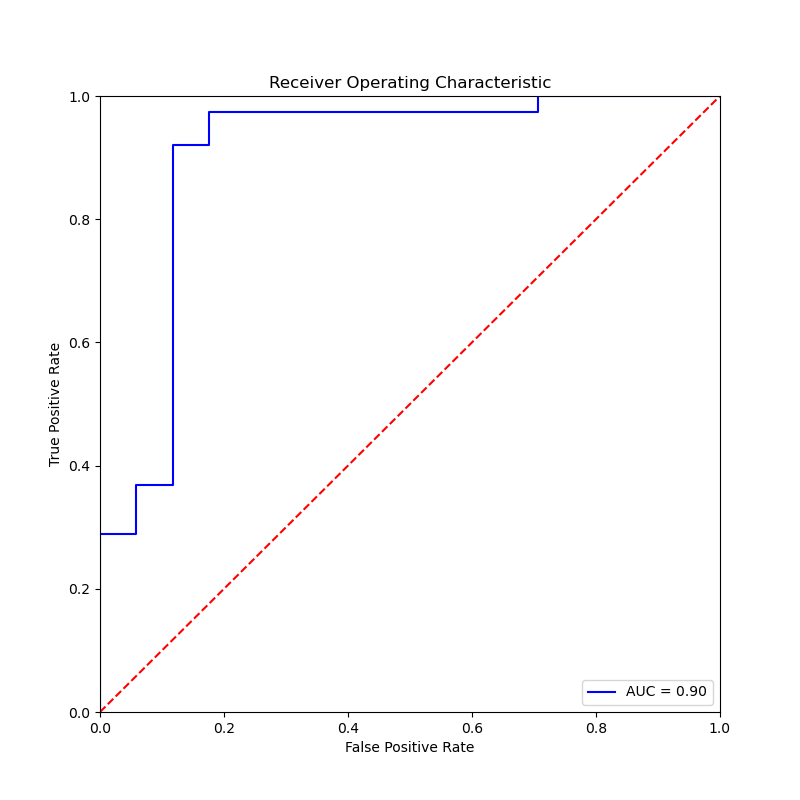 Receiver Operating Characteristic
1.0
0.8
0.6
0.4
0.2
0.0
True Positive Rate
AUC = 0.90
0.0 0.2 0.4 0.6 0.8 1.0
False Positive Rate